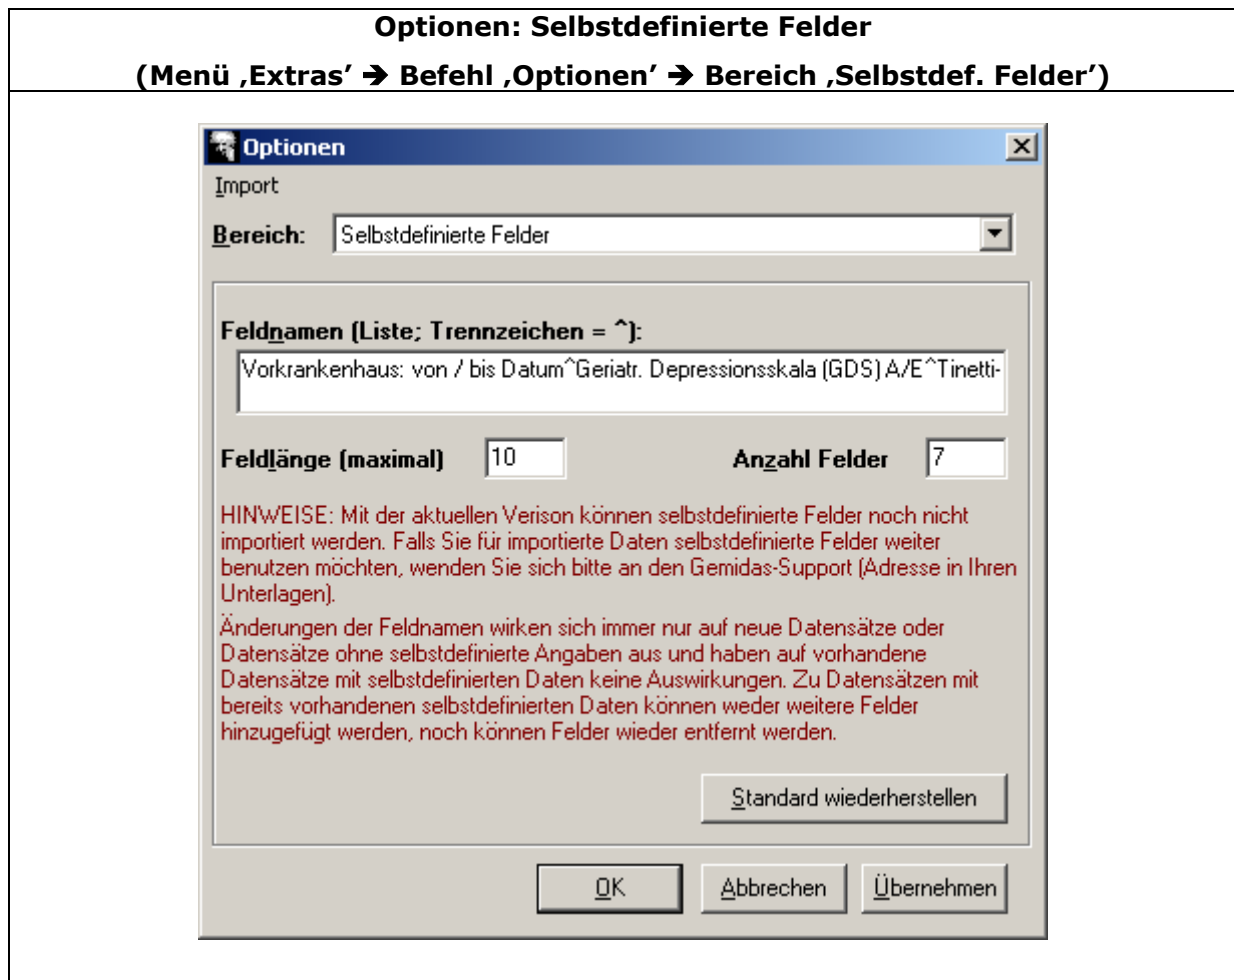 Optionen: Selbstdefinierte Felder
(Menü ‚Extras’ ➔ Befehl ‚Optionen’ ➔ Bereich ‚Selbstdef. Felder’)
Optionen
Import
Bereich: Selbstdefinierte Felder
Feldnamen (Liste; Trennzeichen = ^):
Vorkrankenhaus: von / bis Datum^Geriatr. Depressionsskala (GDS) A/E^Tinetti-
Feldlänge (maximal) 10 Anzahl Felder 7
HINWEISE: Mit der aktuellen Verison können selbstdefinierte Felder noch nicht
importiert werden. Falls Sie für importierte Daten selbstdefinierte Felder weiter
benutzen möchten, wenden Sie sich bitte an den Gemidas-Support (Adresse in Ihren
Unterlagen).
Änderungen der Feldnamen wirken sich immer nur auf neue Datensätze oder
Datensätze ohne selbstdefinierte Angaben aus und haben auf vorhandene
Datensätze mit selbstdefinierten Daten keine Auswirkungen. Zu Datensätzen mit
bereits vorhandenen selbstdefinierten Daten können weder weitere Felder
hinzugefügt werden, noch können Felder wieder entfernt werden.
Standard wiederherstellen
OK Abbrechen Übernehmen